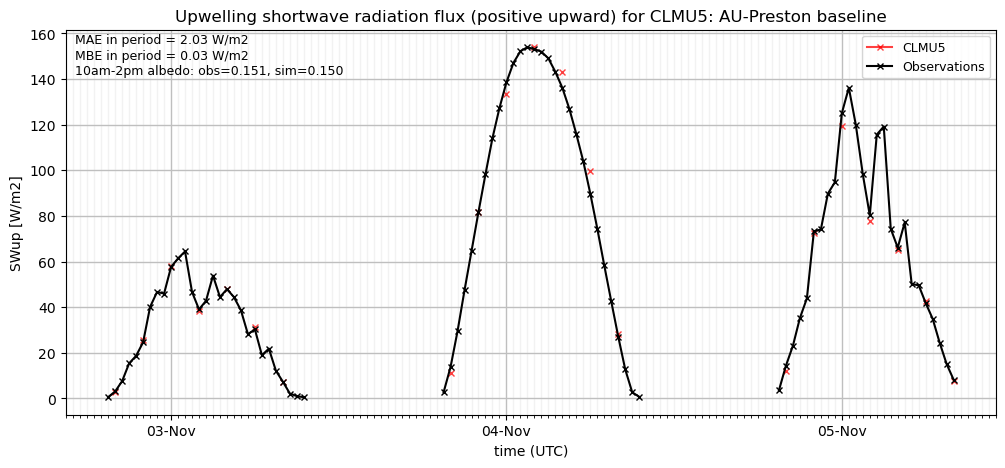 Upwelling shortwave radiation flux (positive upward) for CLMU5: AU-Preston baseline
MAE in period = 2.03 W/m2
MBE in period = 0.03 W/m2
10am-2pm albedo: obs=0.151, sim=0.150
CLMU5
Observations
SWup [W/m2]
160
140
120
100
80
60
40
20
0
03-Nov
04-Nov
05-Nov
time (UTC)